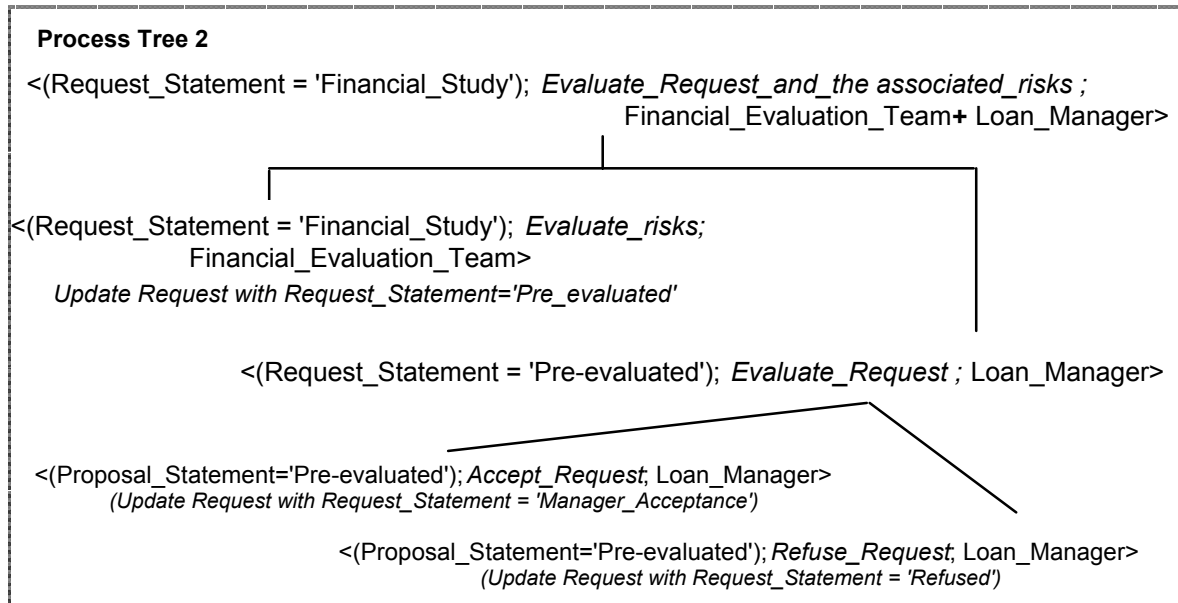 Process Tree 2
<(Request_Statement = 'Financial_Study'); Evaluate_Request_and_the associated_risks ;
Financial_Evaluation_Team+ Loan_Manager>
<(Request_Statement = 'Financial_Study'); Evaluate_risks;
Financial_Evaluation_Team>
Update Request with Request_Statement='Pre_evaluated'
<(Request_Statement = 'Pre-evaluated'); Evaluate_Request ; Loan_Manager>
<(Proposal_Statement='Pre-evaluated'); Accept_Request; Loan_Manager>
(Update Request with Request_Statement = 'Manager_Acceptance')
<(Proposal_Statement='Pre-evaluated'); Refuse_Request; Loan_Manager>
(Update Request with Request_Statement = 'Refused')